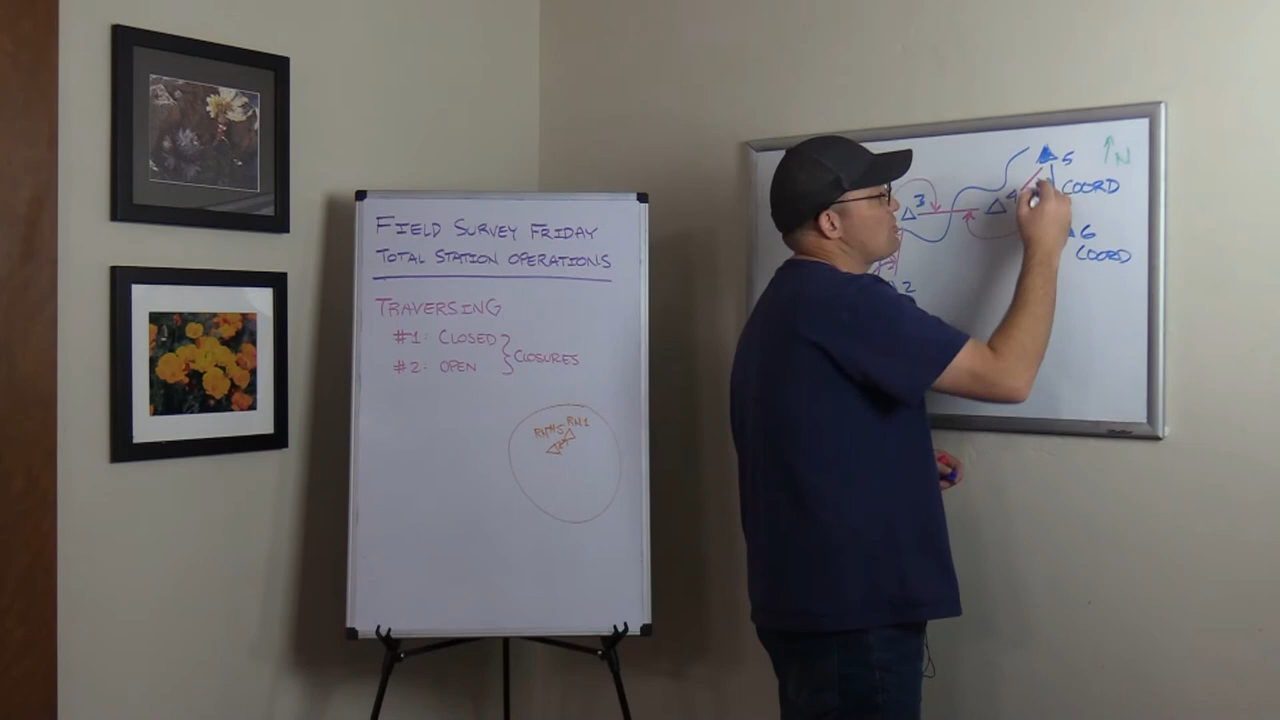 FIELD SURVEY FRIDAY
TOTAL STATION OPERATIONS
TRAVERSING
#1: CLOSED
#2: OPEN
CLOSURES
RM1
N
5
COORD
3
4
6
COORD
2